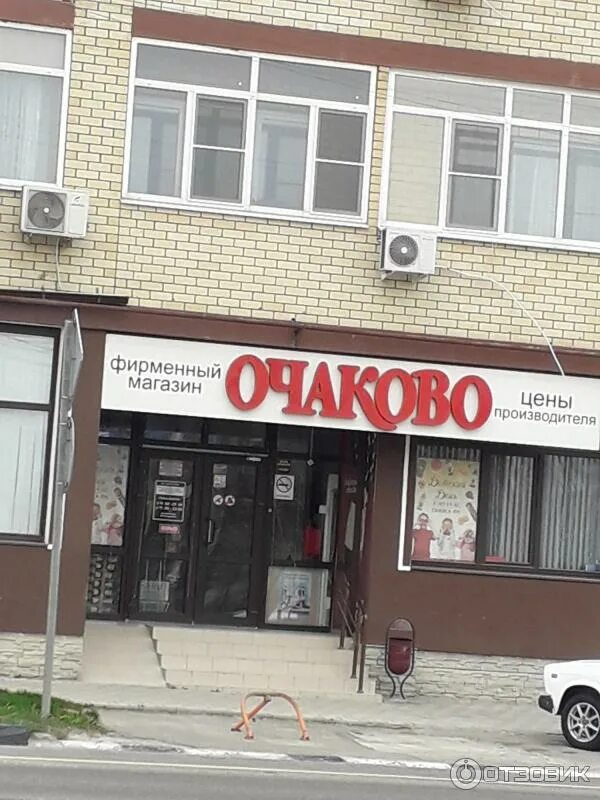 фирменный
магазин
ОЧАКОВО
цены
производителя
ОТЗОВИК